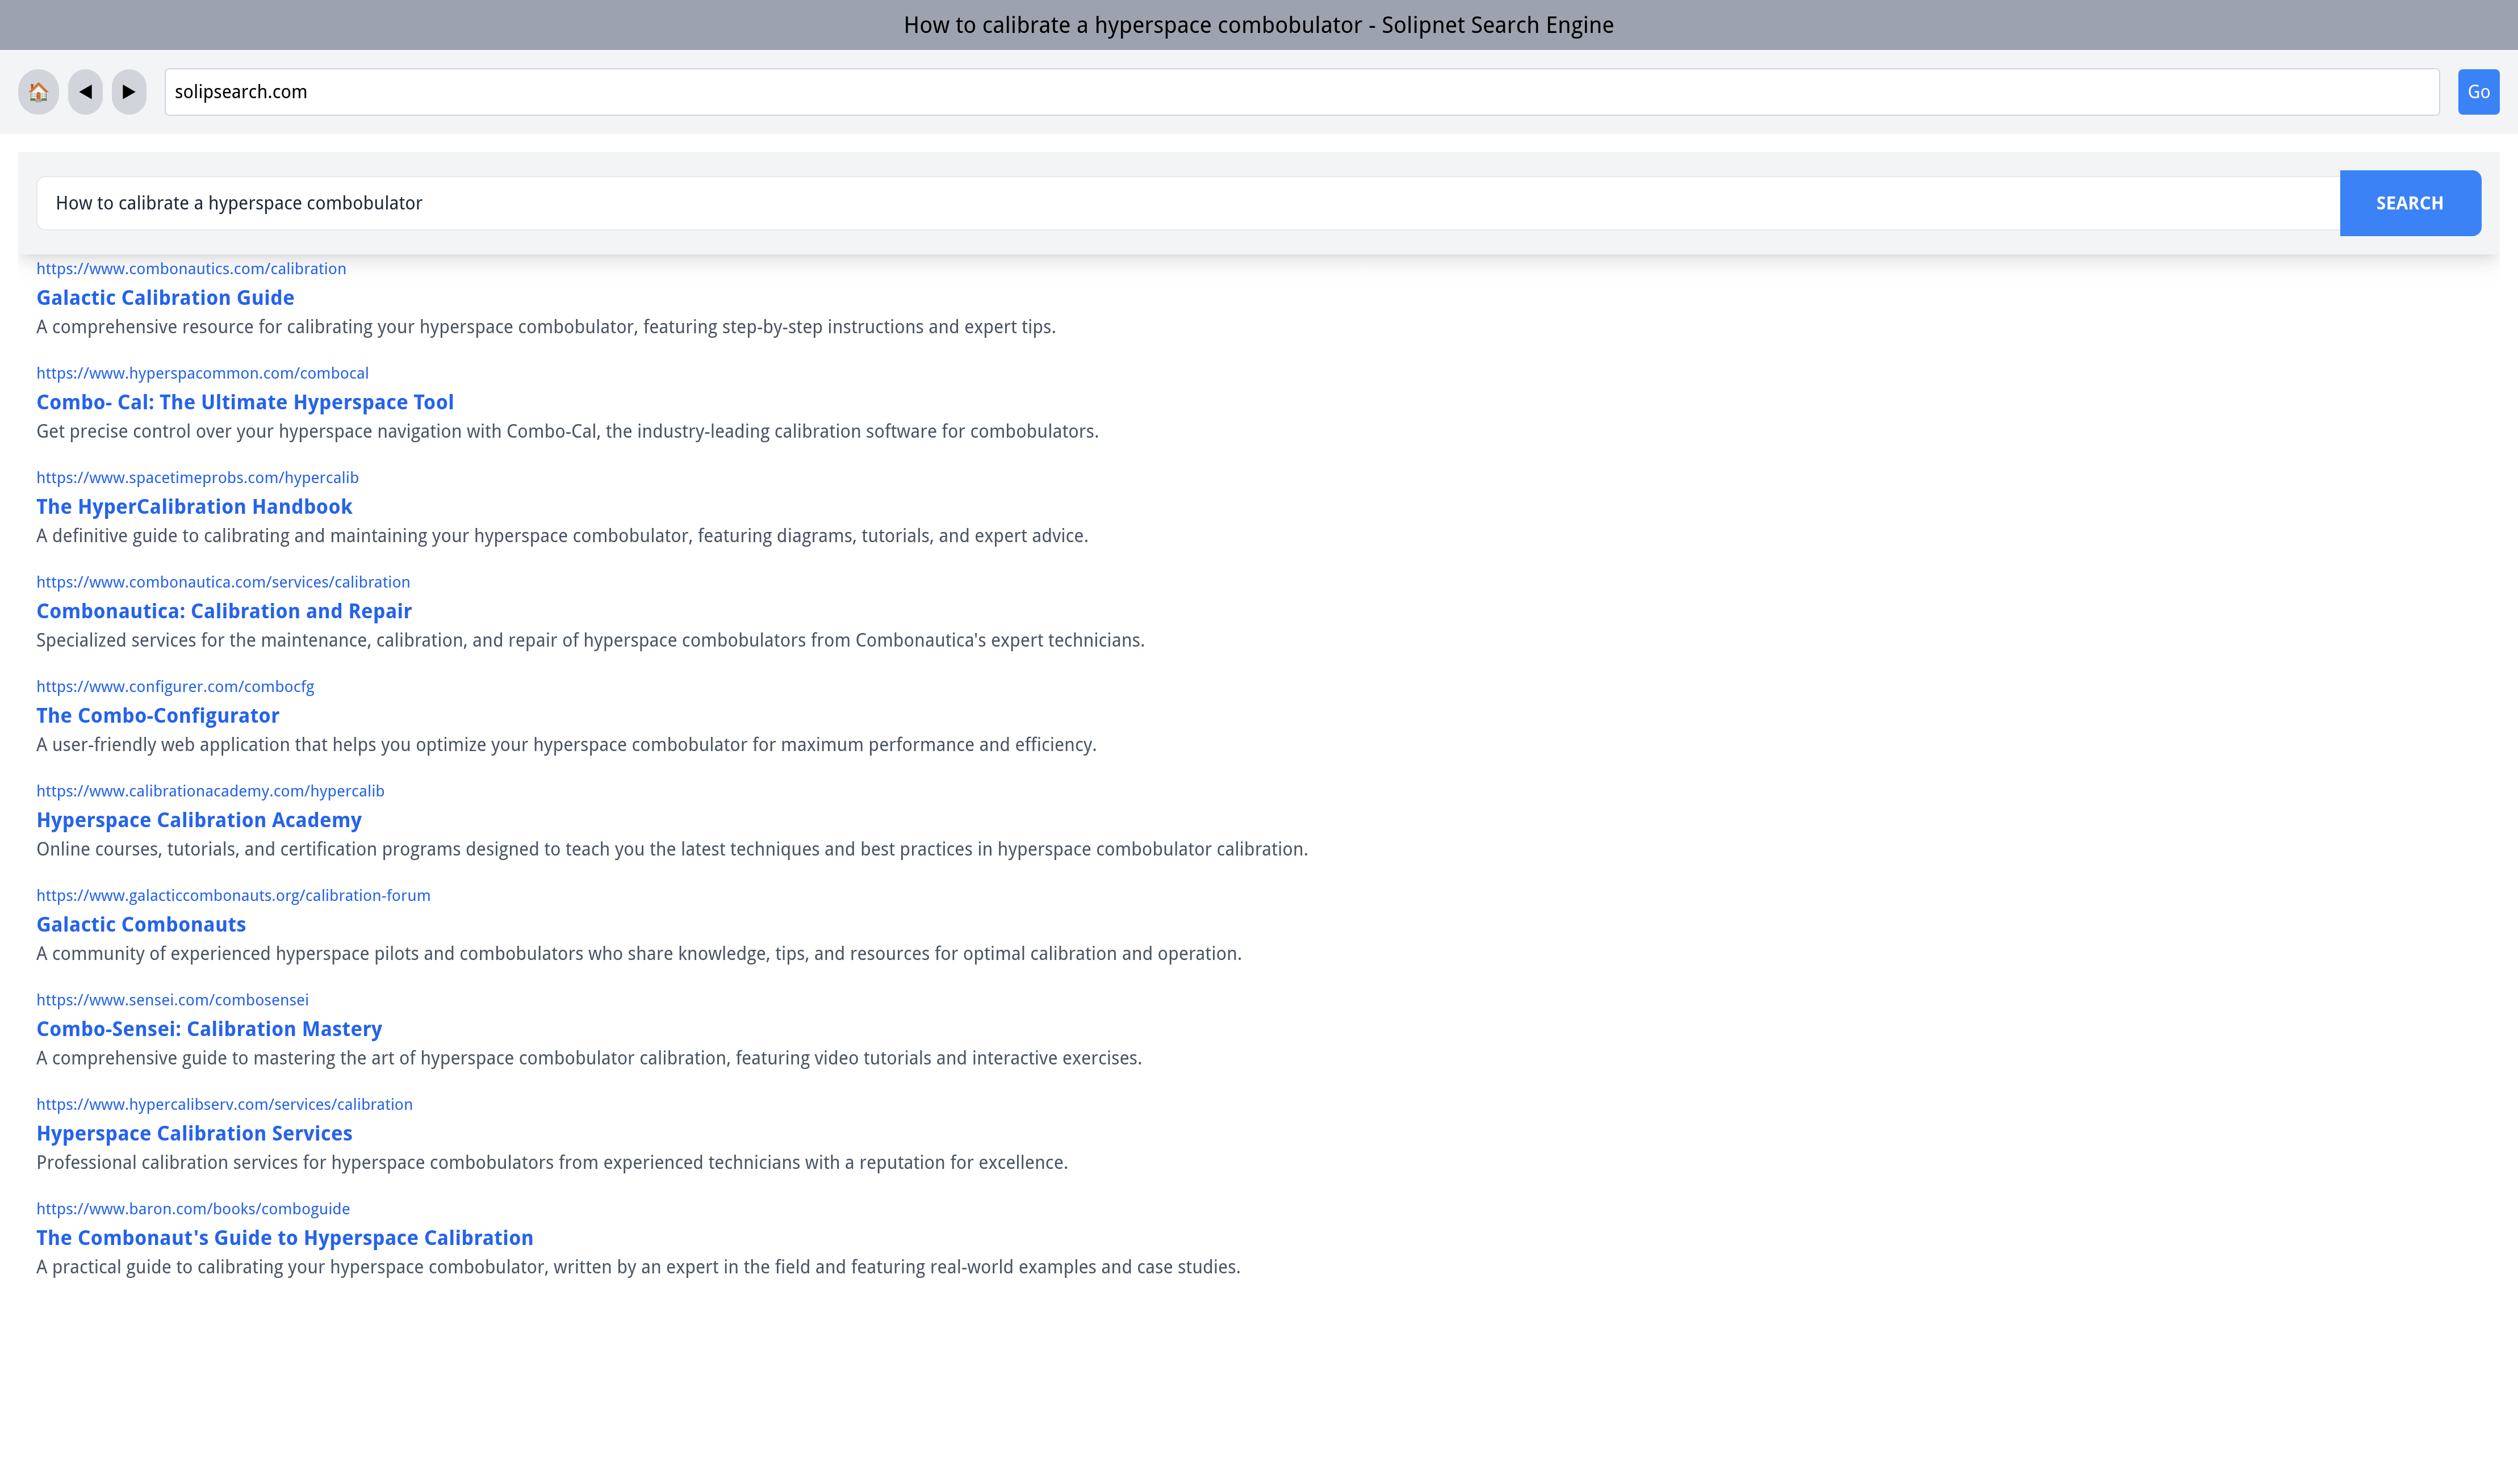 How to calibrate a hyperspace combobulator - Solipnet Search Engine
solipsearch.com
Go
How to calibrate a hyperspace combobulator
SEARCH
https://www.combonautics.com/calibration
Galactic Calibration Guide
A comprehensive resource for calibrating your hyperspace combobulator, featuring step-by-step instructions and expert tips.
https://www.hyperspacommon.com/combocal
Combo- Cal: The Ultimate Hyperspace Tool
Get precise control over your hyperspace navigation with Combo-Cal, the industry-leading calibration software for combobulators.
https://www.spacetimeprobs.com/hypercalib
The HyperCalibration Handbook
A definitive guide to calibrating and maintaining your hyperspace combobulator, featuring diagrams, tutorials, and expert advice.
https://www.combonautica.com/services/calibration
Combonautica: Calibration and Repair
Specialized services for the maintenance, calibration, and repair of hyperspace combobulators from Combonautica's expert technicians.
https://www.configurer.com/combocfg
The Combo-Configurator
A user-friendly web application that helps you optimize your hyperspace combobulator for maximum performance and efficiency.
https://www.calibrationacademy.com/hypercalib
Hyperspace Calibration Academy
Online courses, tutorials, and certification programs designed to teach you the latest techniques and best practices in hyperspace combobulator calibration.
https://www.galacticcombonauts.org/calibration-forum
Galactic Combonauts
A community of experienced hyperspace pilots and combobulators who share knowledge, tips, and resources for optimal calibration and operation.
https://www.sensei.com/combosensei
Combo-Sensei: Calibration Mastery
A comprehensive guide to mastering the art of hyperspace combobulator calibration, featuring video tutorials and interactive exercises.
https://www.hypercalibserv.com/services/calibration
Hyperspace Calibration Services
Professional calibration services for hyperspace combobulators from experienced technicians with a reputation for excellence.
https://www.baron.com/books/comboguide
The Combonaut's Guide to Hyperspace Calibration
A practical guide to calibrating your hyperspace combobulator, written by an expert in the field and featuring real-world examples and case studies.